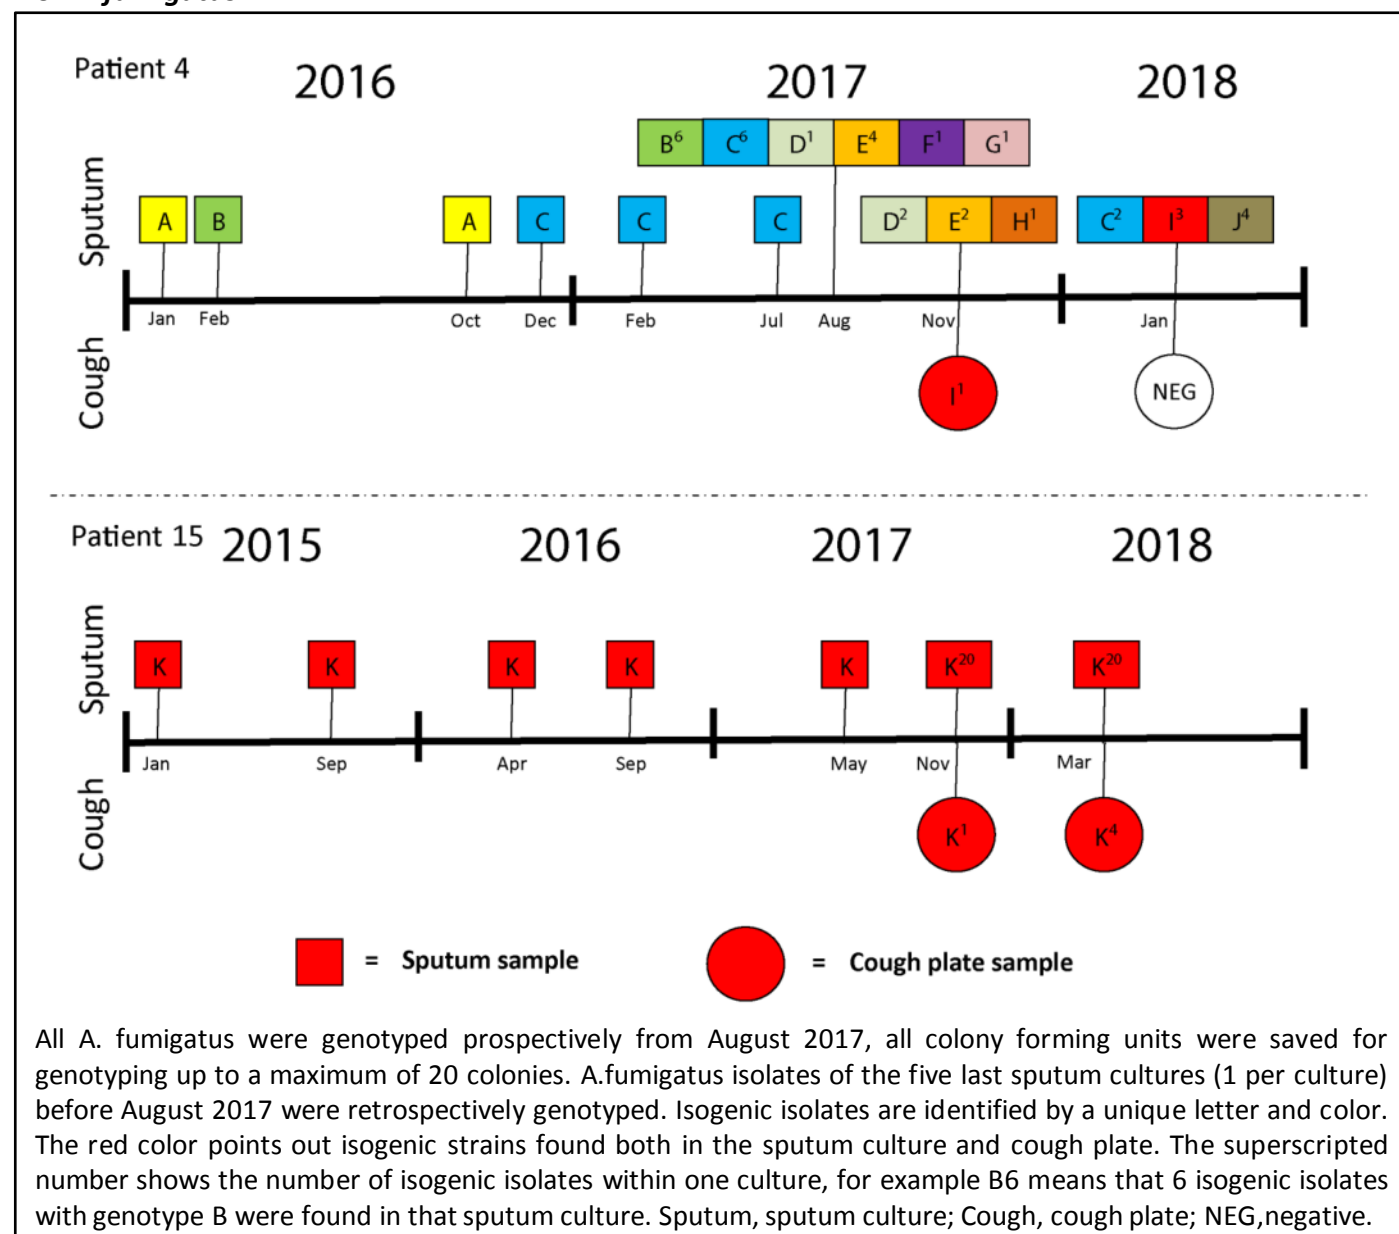 Patient 4
2016 2017 2018
B⁶ C⁶ D¹ E⁴ F¹ G¹
Sputum
A B A C C C D² E² H¹ C² I³ J⁴
Jan Feb Oct Dec Feb Jul Aug Nov Jan
Cough
I¹ NEG
Patient 15
2015 2016 2017 2018
Sputum
K K K K K K²⁰ K²⁰
Jan Sep Apr Sep May Nov Mar
Cough
K¹ K⁴
= Sputum sample = Cough plate sample
All A. fumigatus were genotyped prospectively from August 2017, all colony forming units were saved for
genotyping up to a maximum of 20 colonies. A.fumigatus isolates of the five last sputum cultures (1 per culture)
before August 2017 were retrospectively genotyped. Isogenic isolates are identified by a unique letter and color.
The red color points out isogenic strains found both in the sputum culture and cough plate. The superscripted
number shows the number of isogenic isolates within one culture, for example B6 means that 6 isogenic isolates
with genotype B were found in that sputum culture. Sputum, sputum culture; Cough, cough plate; NEG,negative.